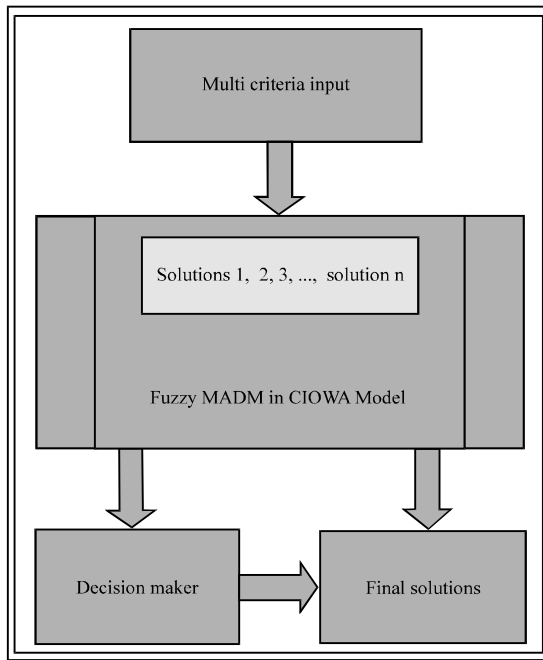 Multi criteria input
Solutions 1, 2, 3, ..., solution n
Fuzzy MADM in CIOWA Model
Decision maker
Final solutions